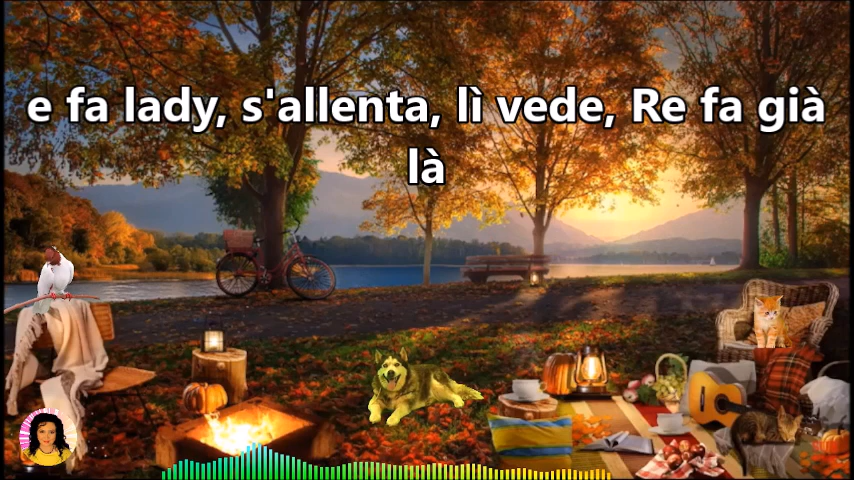 e fa lady, s'allenta, lì vede, Re fa già
là